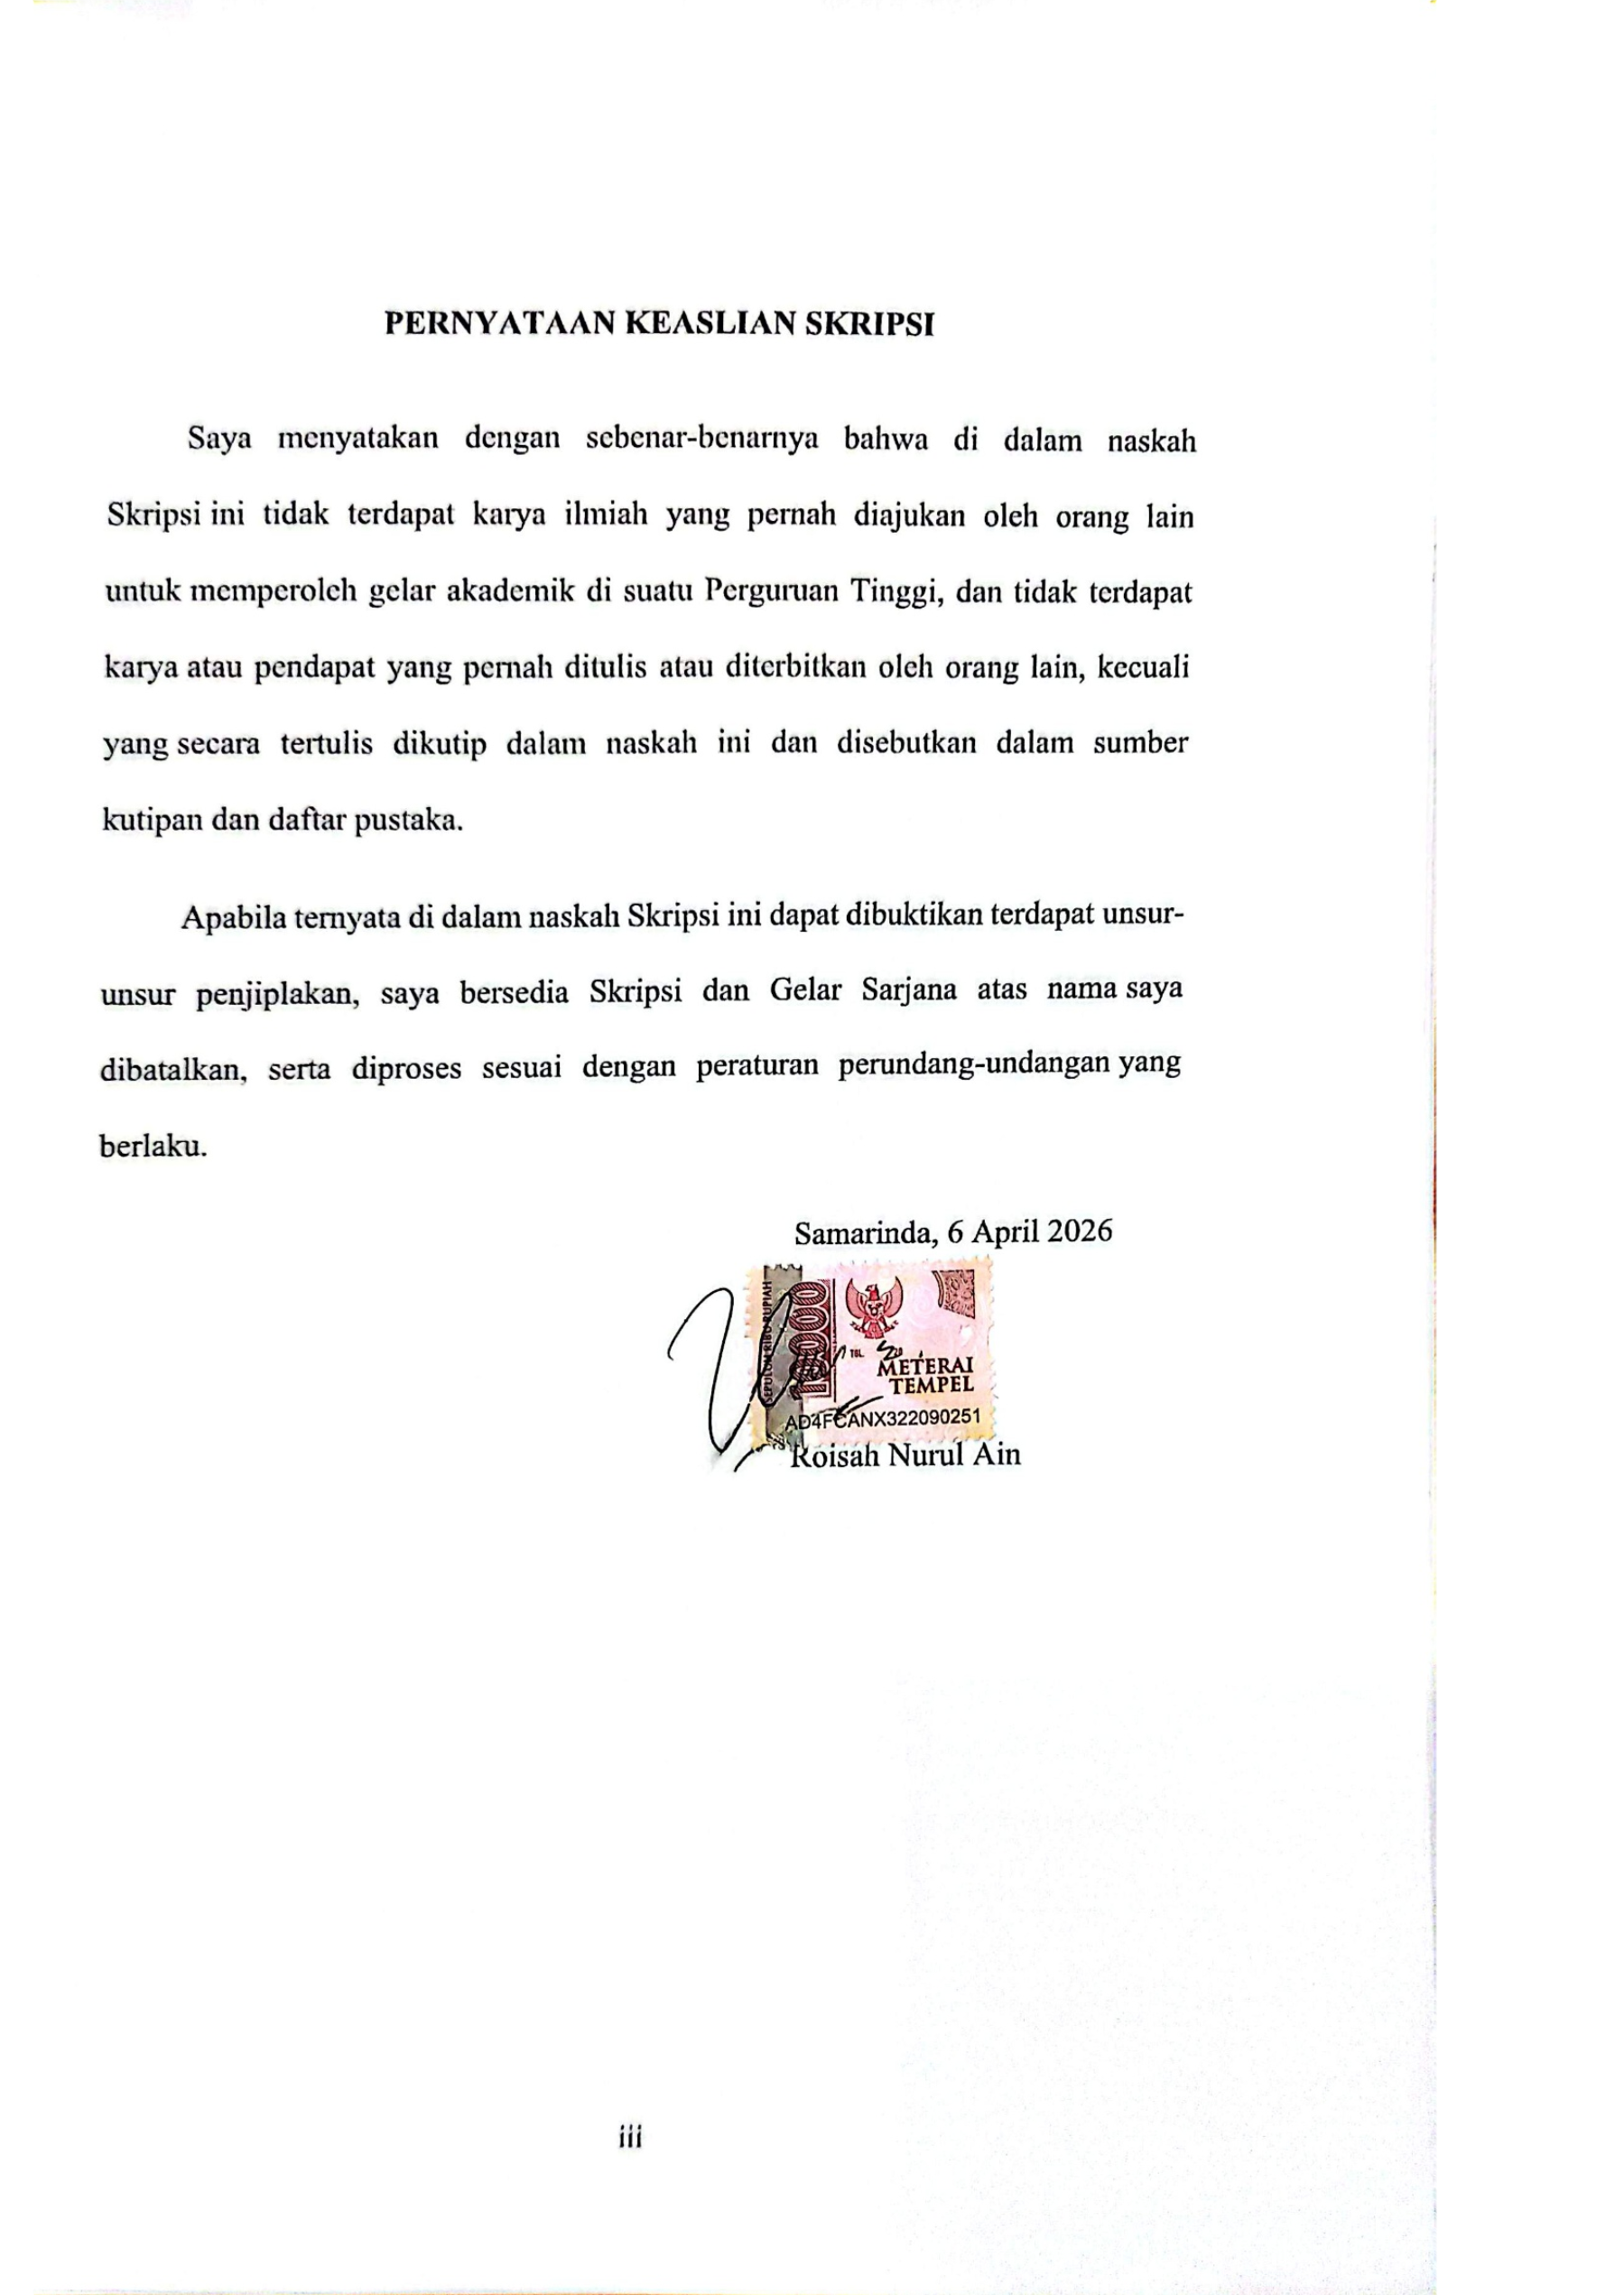 PERNYATAAN KEASLIAN SKRIPSI
Saya menyatakan dengan sebenar-benarnya bahwa di dalam naskah
Skripsi ini tidak terdapat karya ilmiah yang pernah diajukan oleh orang lain
untuk memperoleh gelar akademik di suatu Perguruan Tinggi, dan tidak terdapat
karya atau pendapat yang pernah ditulis atau diterbitkan oleh orang lain, kecuali
yang secara tertulis dikutip dalam naskah ini dan disebutkan dalam sumber
kutipan dan daftar pustaka.
Apabila ternyata di dalam naskah Skripsi ini dapat dibuktikan terdapat unsur-
unsur penjiplakan, saya bersedia Skripsi dan Gelar Sarjana atas nama saya
dibatalkan, serta diproses sesuai dengan peraturan perundang-undangan yang
berlaku.
Samarinda, 6 April 2026
SEPULUH RIBU RUPIAH
10000
TGL.
METERAI
TEMPEL
AD4FCANX322090251
Roisah Nurul Ain
iii